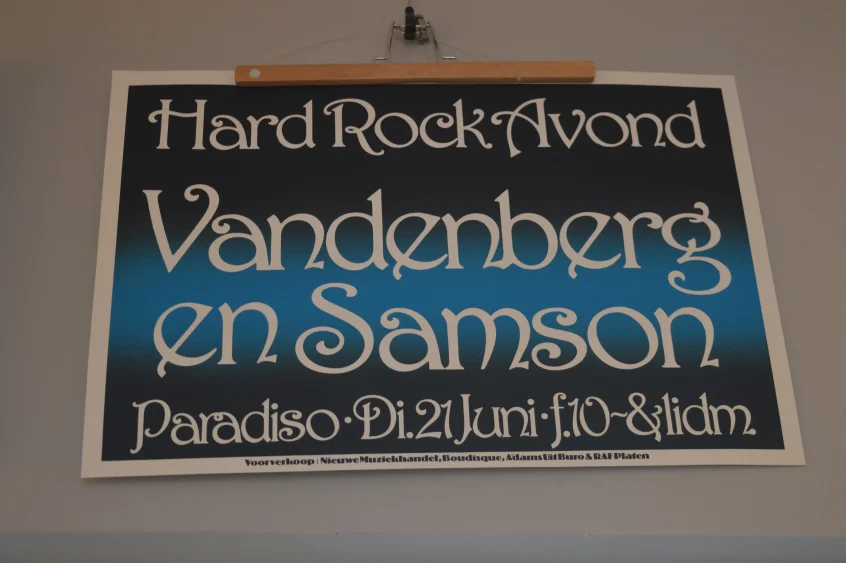 Hard Rock Avond
Vandenberg
en Samson
Paradiso·Di.21 Juni·f.10~&lidm.
Voorverkoop: Nieuwe Muziekhandel, Boudisque, Adams Uit Buro & RAF Platen